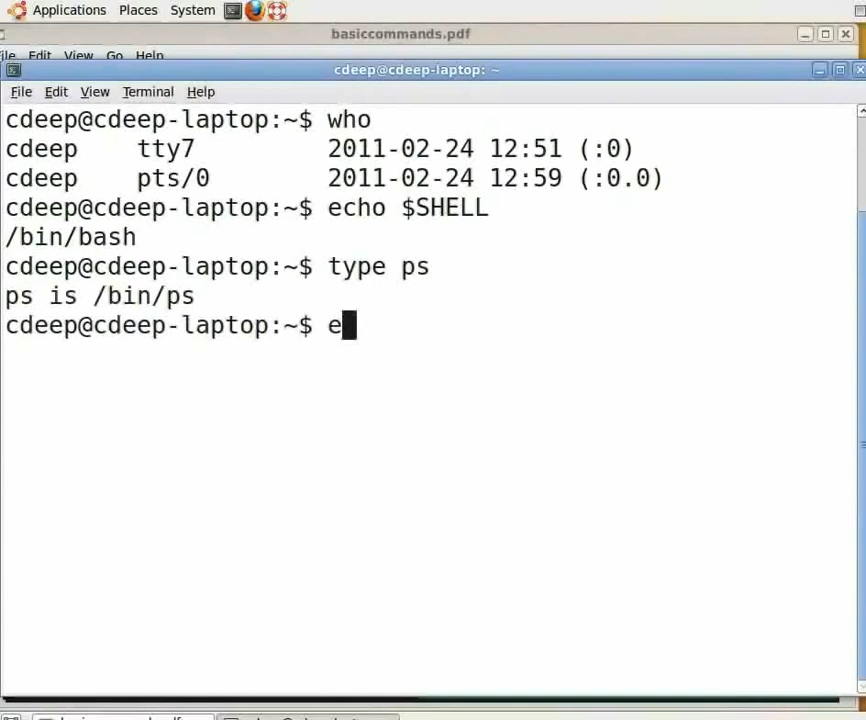 Applications Places System
basiccommands.pdf
File Edit View Go Help
cdeep@cdeep-laptop: ~
File Edit View Terminal Help
cdeep@cdeep-laptop:~$ who
cdeep tty7 2011-02-24 12:51 (:0)
cdeep pts/0 2011-02-24 12:59 (:0.0)
cdeep@cdeep-laptop:~$ echo $SHELL
/bin/bash
cdeep@cdeep-laptop:~$ type ps
ps is /bin/ps
cdeep@cdeep-laptop:~$ e